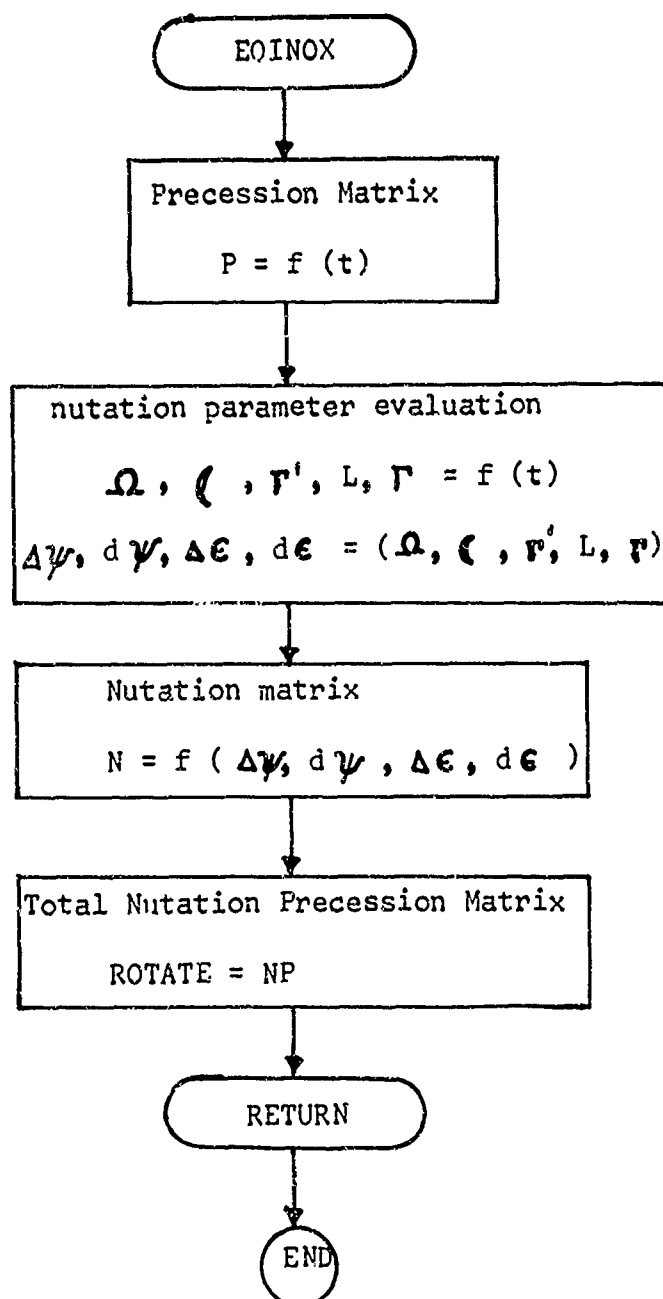 EQINOX
Precession Matrix
P = f (t)
nutation parameter evaluation
Ω, ☾, Γ', L, Γ = f (t)
Δψ, dψ, Δϵ, dϵ = (Ω, ☾, Γ', L, Γ)
Nutation matrix
N = f ( Δψ, dψ, Δϵ, dϵ )
Total Nutation Precession Matrix
ROTATE = NP
RETURN
END